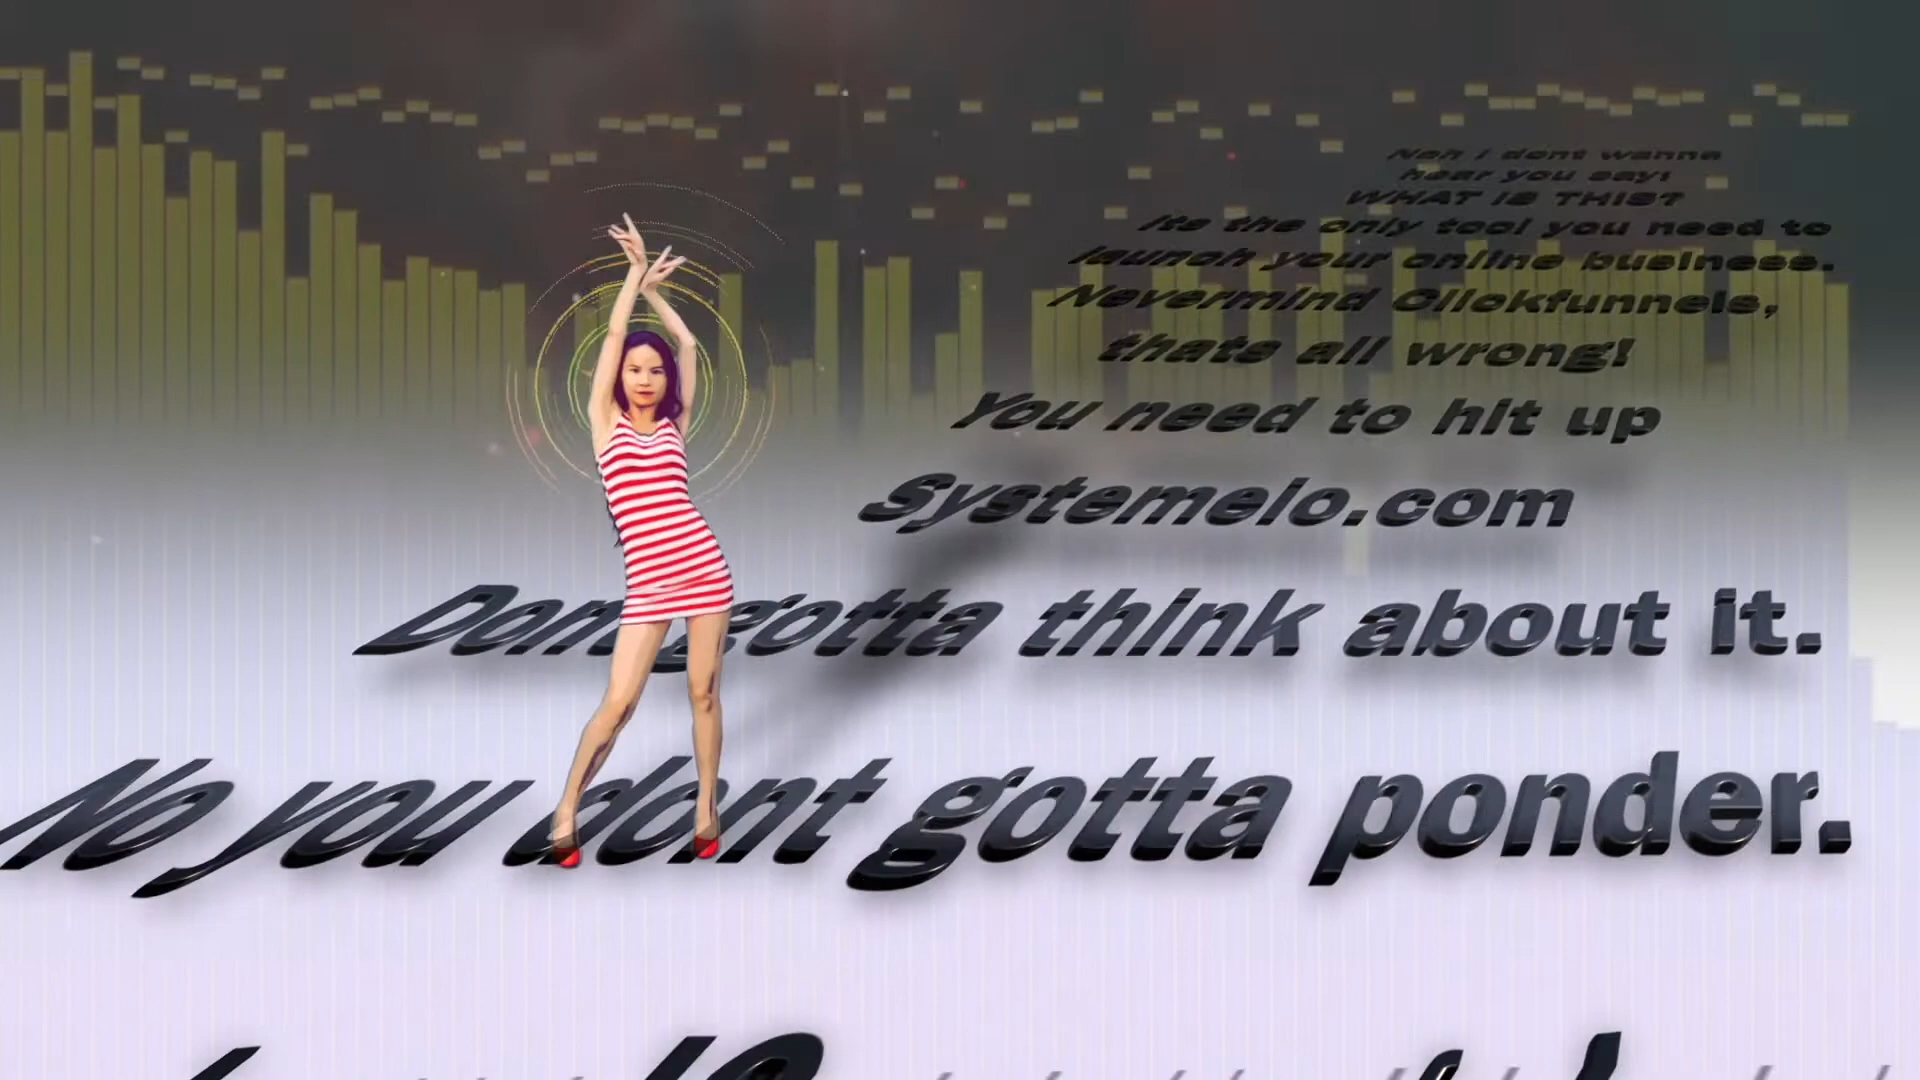 Nah I dont wanna
hear you say:
WHAT IS THIS?
Its the only tool you need to
launch your online business.
Nevermind Clickfunnels,
thats all wrong!
You need to hit up
Systemeio.com
Dont gotta think about it.
No you dont gotta ponder.